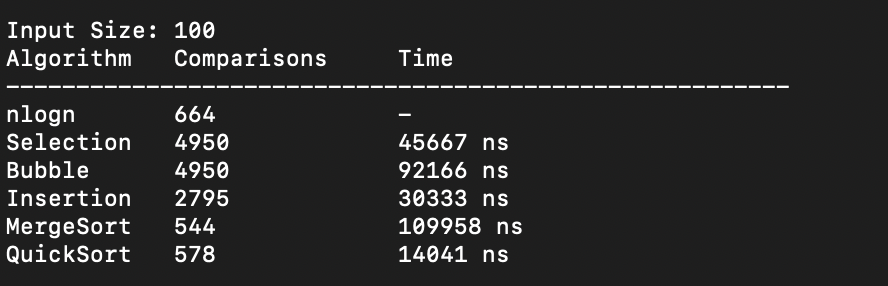 Input Size: 100
Algorithm   Comparisons     Time
--------------------------------------------------------
nlogn       664             -
Selection   4950            45667 ns
Bubble      4950            92166 ns
Insertion   2795            30333 ns
MergeSort   544             109958 ns
QuickSort   578             14041 ns